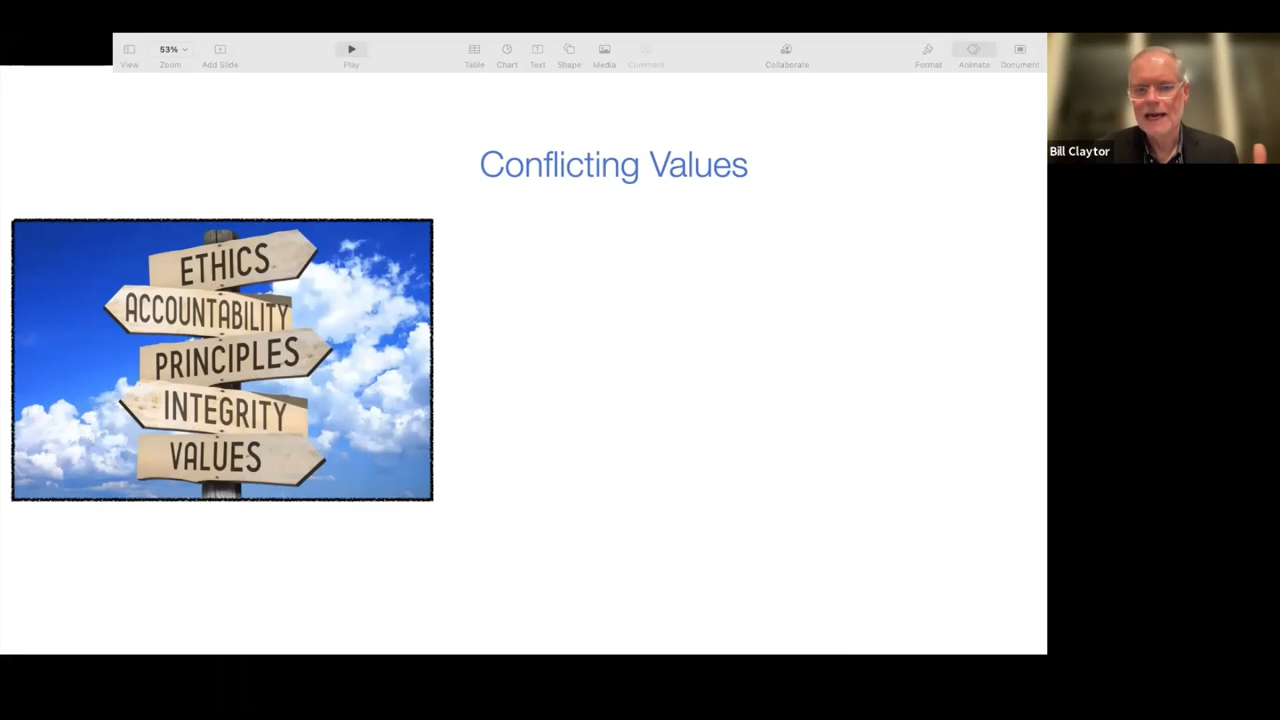 53%
View
Zoom
Add Slide
Play
Table
Chart
Text
Shape
Media
Comment
Collaborate
Format
Animate
Document
Bill Claytor
Conflicting Values
ETHICS
ACCOUNTABILITY
PRINCIPLES
INTEGRITY
VALUES